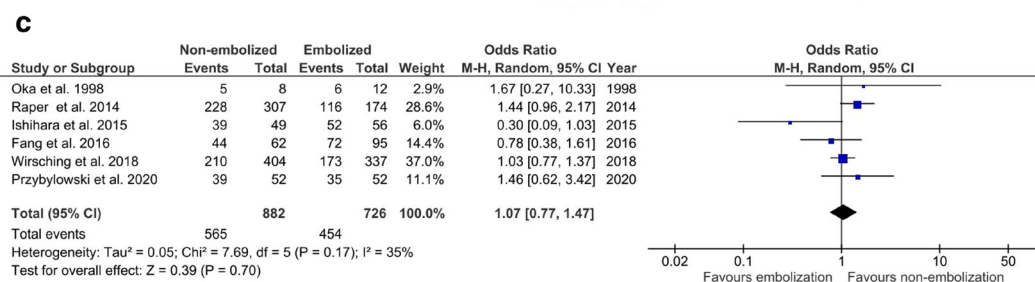 c
Non-embolized Embolized Odds Ratio Odds Ratio
Study or Subgroup Events Total Events Total Weight M-H, Random, 95% CI Year M-H, Random, 95% CI
Oka et al. 1998 5 8 6 12 2.9% 1.67 [0.27, 10.33] 1998
Raper et al. 2014 228 307 116 174 28.6% 1.44 [0.96, 2.17] 2014
Ishihara et al. 2015 39 49 52 56 6.0% 0.30 [0.09, 1.03] 2015
Fang et al. 2016 44 62 72 95 14.4% 0.78 [0.38, 1.61] 2016
Wirsching et al. 2018 210 404 173 337 37.0% 1.03 [0.77, 1.37] 2018
Przybylowski et al. 2020 39 52 35 52 11.1% 1.46 [0.62, 3.42] 2020
Total (95% CI) 882 726 100.0% 1.07 [0.77, 1.47]
Total events 565 454
Heterogeneity: Tau² = 0.05; Chi² = 7.69, df = 5 (P = 0.17); I² = 35%
Test for overall effect: Z = 0.39 (P = 0.70)
0.02 0.1 1 10 50
Favours embolization Favours non-embolization